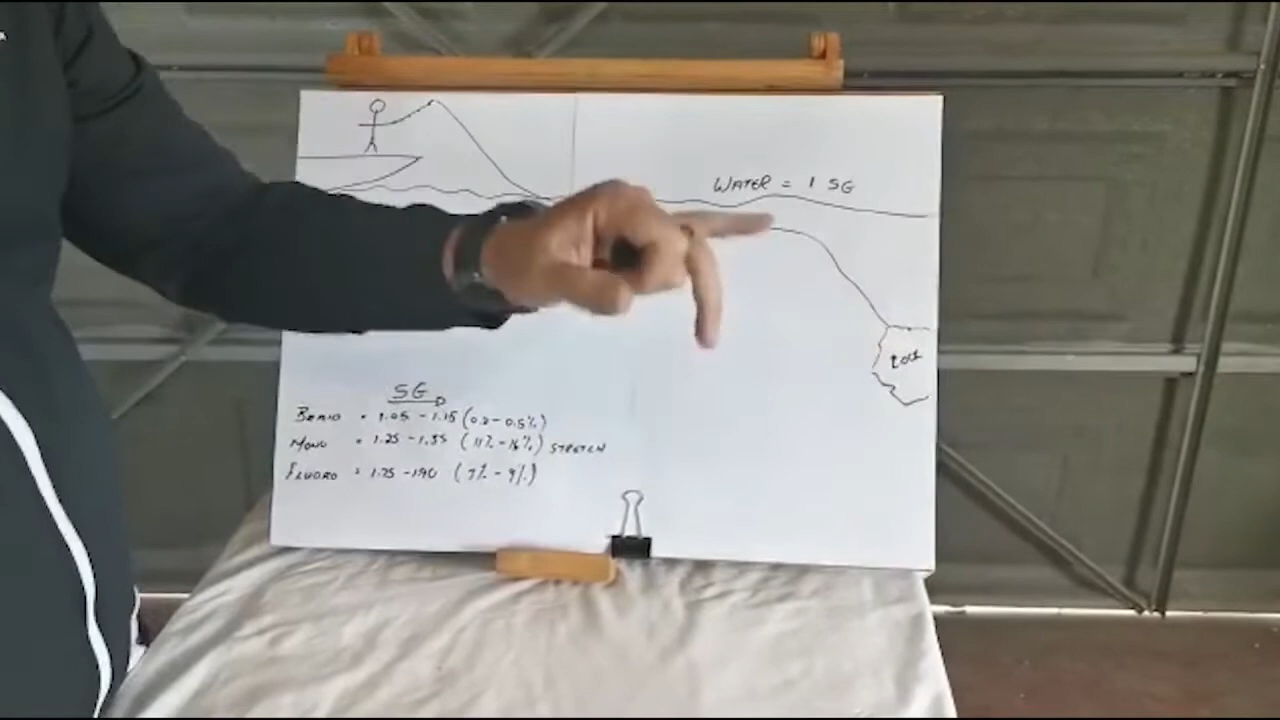 WATER = 1 SG
ROCK
SG
BRAID = 1.05 - 1.15 (0.2 - 0.5%)
MONO = 1.25 - 1.35 (11% - 16%) STRETCH
FLUORO = 1.75 - 1.90 (7% - 9%)